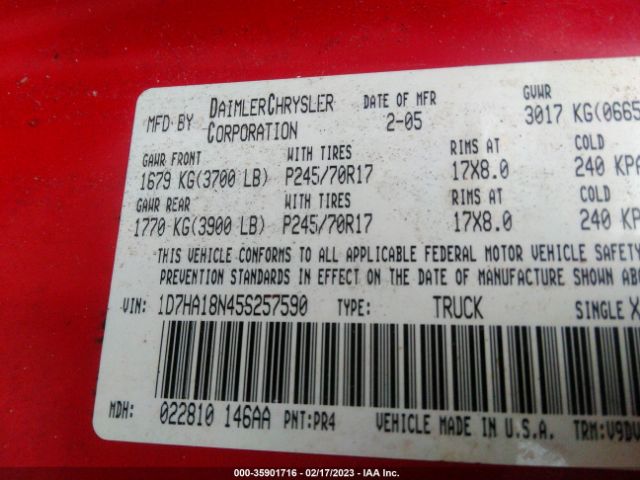 MFD BY DAIMLERCHRYSLER CORPORATION DATE OF MFR 2-05 GVWR 3017 KG(0665
GAWR FRONT WITH TIRES RIMS AT COLD
1679 KG(3700 LB) P245/70R17 17X8.0 240 KPA
GAWR REAR WITH TIRES RIMS AT COLD
1770 KG(3900 LB) P245/70R17 17X8.0 240 KPA
THIS VEHICLE CONFORMS TO ALL APPLICABLE FEDERAL MOTOR VEHICLE SAFETY
PREVENTION STANDARDS IN EFFECT ON THE DATE OF MANUFACTURE SHOWN ABO
VIN: 1D7HA18N45S257590 TYPE: TRUCK SINGLE X
MDH: 022810 146AA PNT:PR4 VEHICLE MADE IN U.S.A. TRM:V9DV
000-35901716 - 02/17/2023 - IAA Inc.